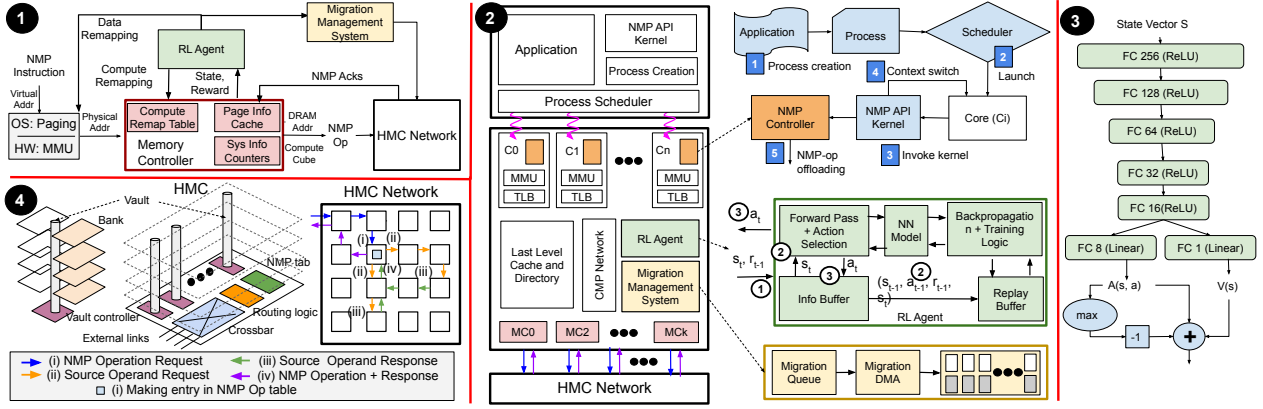 1
Data
Remapping
RL Agent
Migration
Management
System
NMP
Instruction
Compute
Remapping
State,
Reward
NMP Acks
Virtual
Addr
OS: Paging
HW: MMU
Physical
Addr
Compute
Remap Table
Page Info
Cache
Sys Info
Counters
Memory
Controller
DRAM
Addr
Compute
Cube
NMP
Op
HMC Network
2
Application
NMP API
Kernel
Process Creation
Process Scheduler
C0
C1
Cn
MMU
MMU
MMU
TLB
TLB
TLB
Last Level
Cache and
Directory
CMP Network
RL Agent
Migration
Management
System
MC0
MC2
MCk
HMC Network
Application
Process
Scheduler
1
Process creation
4
Context switch
2
Launch
NMP
Controller
NMP API
Kernel
Core (Ci)
5
NMP-op
offloading
3
Invoke kernel
3
a_t
Forward Pass
+ Action
Selection
NN
Model
Backpropagatio
n + Training
Logic
2
s_t, r_t-1
s_t
3
a_t
2
1
Info Buffer
(s_t-1, a_t-1, r_t-1,
s_t)
Replay
Buffer
RL Agent
Migration
Queue
Migration
DMA
3
State Vector S
FC 256 (ReLU)
FC 128 (ReLU)
FC 64 (ReLU)
FC 32 (ReLU)
FC 16(ReLU)
FC 8 (Linear)
FC 1 (Linear)
A(s, a)
V(s)
max
-1
+
4
HMC
Vault
Bank
NMP tab
Routing logic
Crossbar
Vault controller
External links
HMC Network
(i)
(ii)
(ii)
(iv)
(iii)
(iii)
(i) NMP Operation Request
(iii) Source Operand Response
(ii) Source Operand Request
(iv) NMP Operation + Response
(i) Making entry in NMP Op table